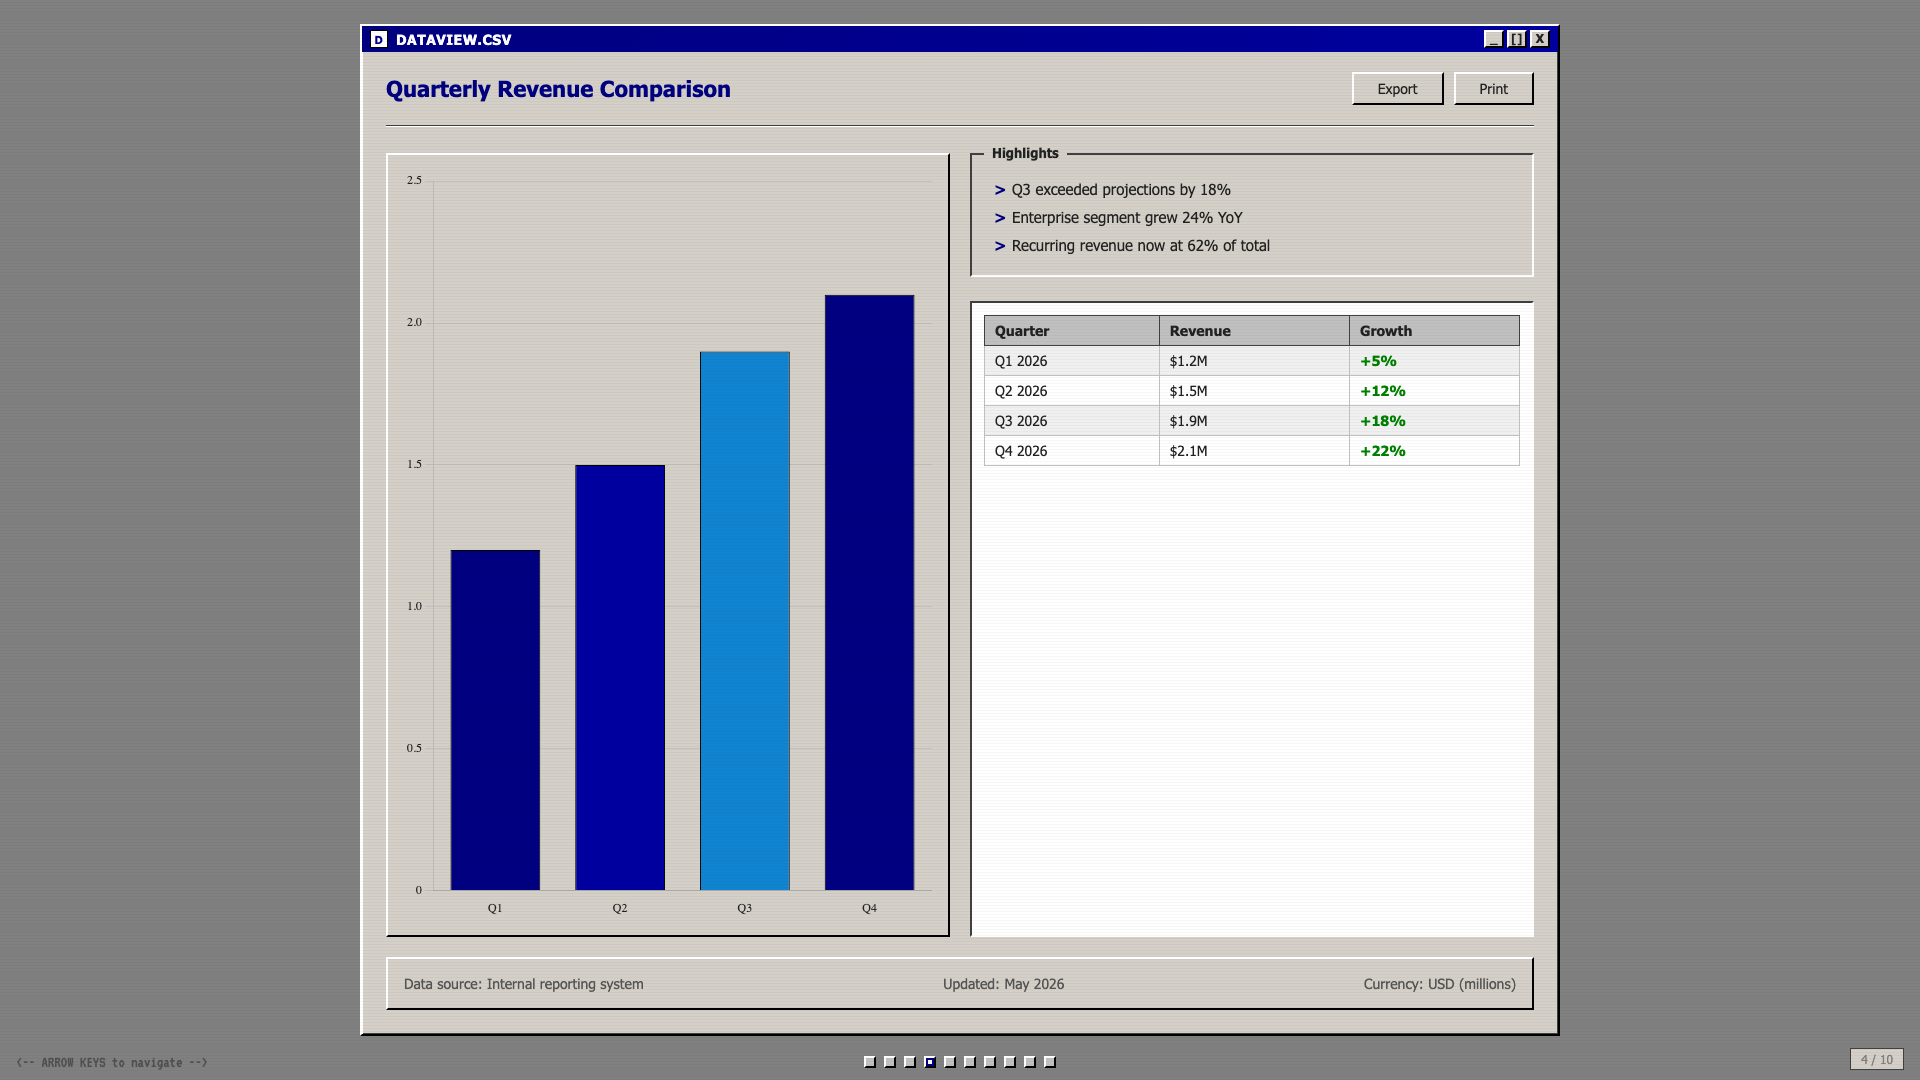 D DATAVIEW.CSV _ [] X
Quarterly Revenue Comparison
Export Print
2.5
2.0
1.5
1.0
0.5
0
Q1 Q2 Q3 Q4
Highlights
> Q3 exceeded projections by 18%
> Enterprise segment grew 24% YoY
> Recurring revenue now at 62% of total
Quarter Revenue Growth
Q1 2026 $1.2M +5%
Q2 2026 $1.5M +12%
Q3 2026 $1.9M +18%
Q4 2026 $2.1M +22%
Data source: Internal reporting system Updated: May 2026 Currency: USD (millions)
<-- ARROW KEYS to navigate -->
4 / 10